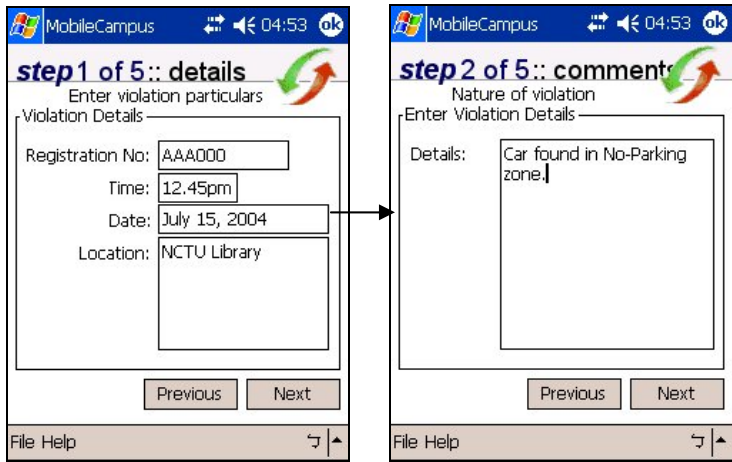 MobileCampus 04:53 ok
step 1 of 5:: details
Enter violation particulars
Violation Details
Registration No: AAA000
Time: 12.45pm
Date: July 15, 2004
Location: NCTU Library
Previous Next
File Help
MobileCampus 04:53 ok
step 2 of 5:: comments
Nature of violation
Enter Violation Details
Details: Car found in No-Parking
zone.
Previous Next
File Help